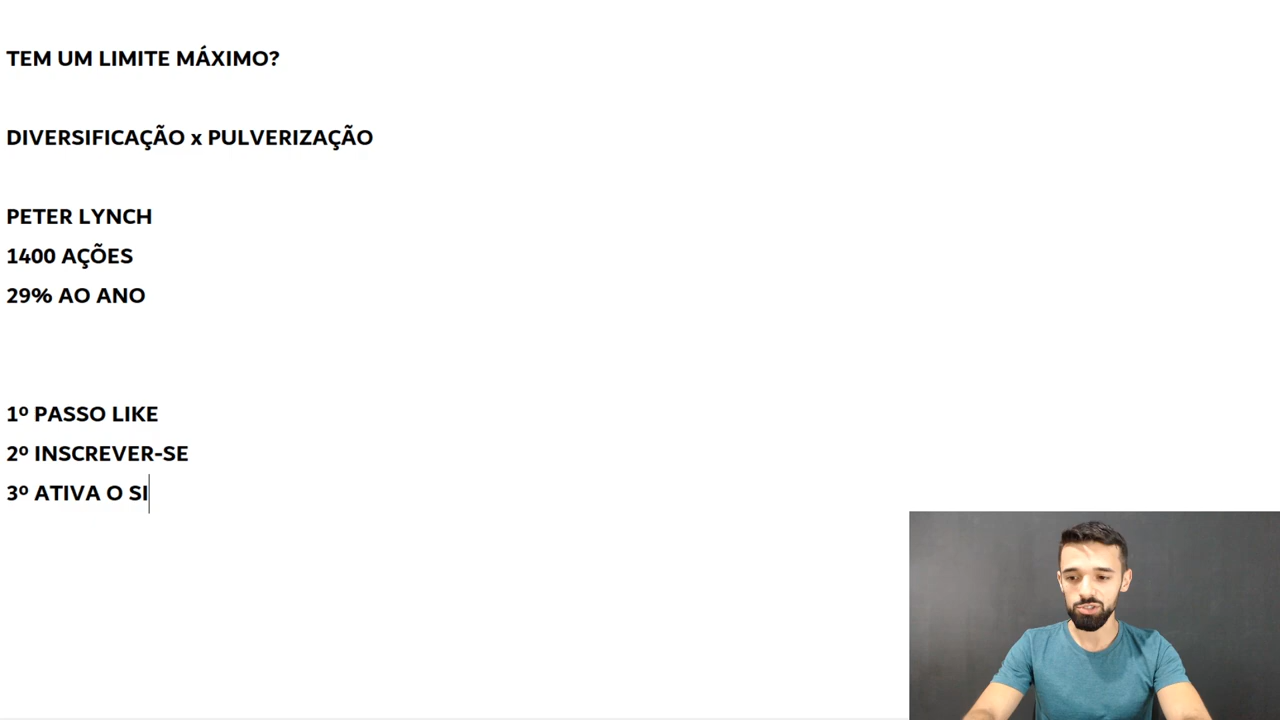 TEM UM LIMITE MÁXIMO?
DIVERSIFICAÇÃO x PULVERIZAÇÃO
PETER LYNCH
1400 AÇÕES
29% AO ANO
1º PASSO LIKE
2º INSCREVER-SE
3º ATIVA O SI